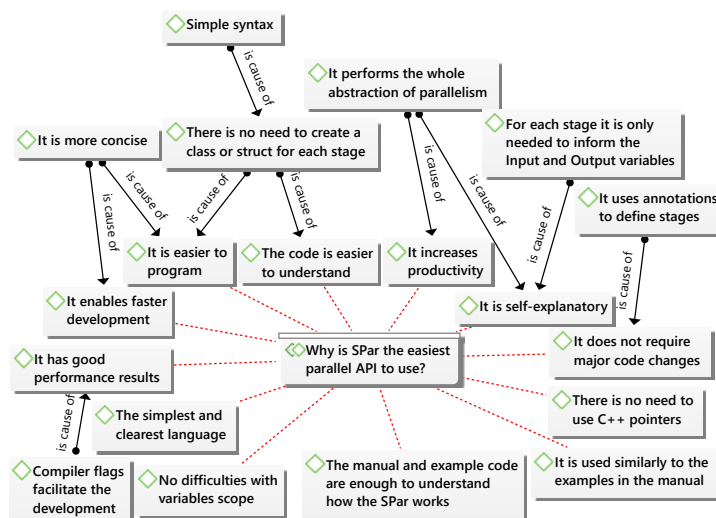 Simple syntax
is cause of
It performs the whole
abstraction of parallelism
It is more concise
There is no need to create a
class or struct for each stage
For each stage it is only
needed to inform the
Input and Output variables
is cause of
is cause of
is cause of
is cause of
is cause of
is cause of
is cause of
It uses annotations
to define stages
is cause of
is cause of
It is easier to
program
The code is easier
to understand
It increases
productivity
It enables faster
development
It is self-explanatory
Why is SPar the easiest
parallel API to use?
It does not require
major code changes
It has good
performance results
is cause of
The simplest and
clearest language
There is no need to
use C++ pointers
Compiler flags
facilitate the
development
No difficulties with
variables scope
The manual and example code
are enough to understand
how the SPar works
It is used similarly to the
examples in the manual